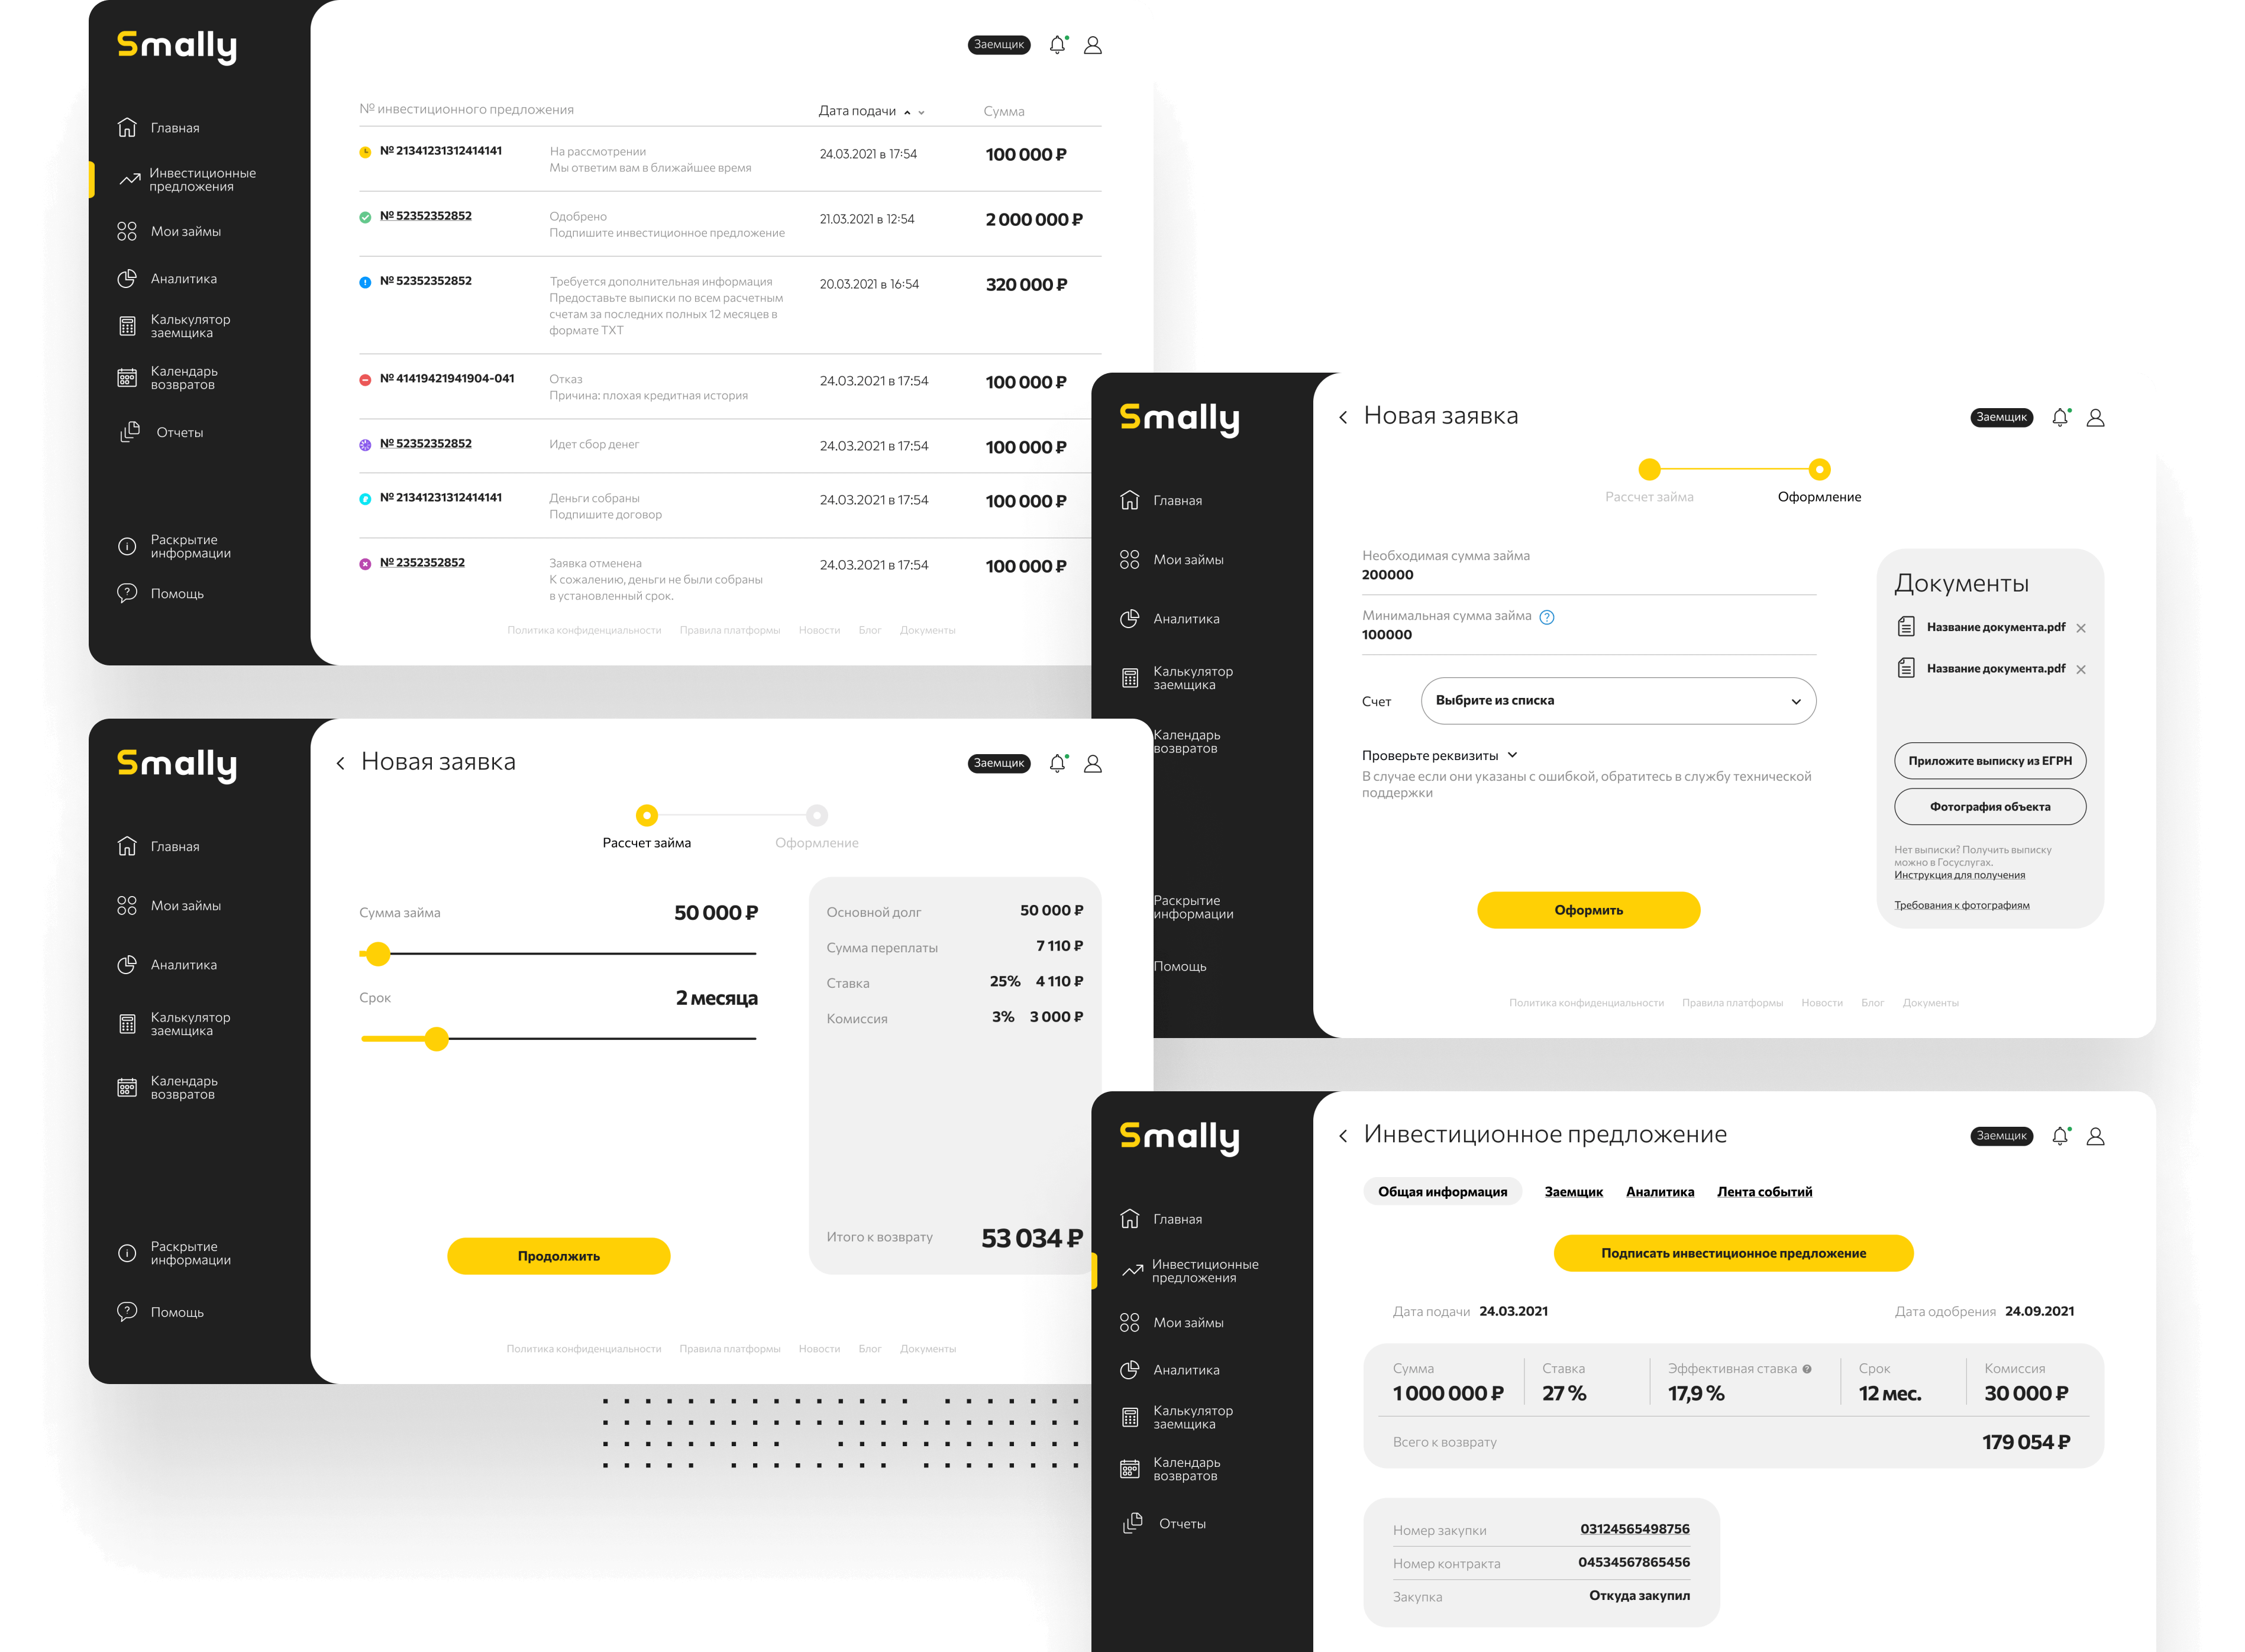 Smally
Главная
Инвестиционные
предложения
Мои займы
Аналитика
Калькулятор
заемщика
Календарь
возвратов
Отчеты
Раскрытие
информации
Помощь
Заемщик
№ инвестиционного предложения Дата подачи Сумма
№ 21341231312414141 На рассмотрении 24.03.2021 в 17:54 100 000 ₽
Мы ответим вам в ближайшее время
№ 52352352852 Одобрено 21.03.2021 в 12:54 2 000 000 ₽
Подпишите инвестиционное предложение
№ 52352352852 Требуется дополнительная информация 20.03.2021 в 16:54 320 000 ₽
Предоставьте выписки по всем расчетным
счетам за последних полных 12 месяцев в
формате TXT
№ 41419421941904-041 Отказ 24.03.2021 в 17:54 100 000 ₽
Причина: плохая кредитная история
№ 52352352852 Идет сбор денег 24.03.2021 в 17:54 100 000 ₽
№ 21341231312414141 Деньги собраны 24.03.2021 в 17:54 100 000 ₽
Подпишите договор
№ 2352352852 Заявка отменена 24.03.2021 в 17:54 100 000 ₽
К сожалению, деньги не были собраны
в установленный срок.
Политика конфиденциальности Правила платформы Новости Блог Документы
Smally
Главная
Мои займы
Аналитика
Калькулятор
заемщика
Календарь
возвратов
Раскрытие
информации
Помощь
Новая заявка
Заемщик
Рассчет займа Оформление
Необходимая сумма займа
200000
Минимальная сумма займа
100000
Счет Выбрите из списка
Проверьте реквизиты
В случае если они указаны с ошибкой, обратитесь в службу технической
поддержки
Оформить
Документы
Название документа.pdf
Название документа.pdf
Приложите выписку из ЕГРН
Фотография объекта
Нет выписки? Получить выписку
можно в Госуслугах.
Инструкция для получения
Требования к фотографиям
Политика конфиденциальности Правила платформы Новости Блог Документы
Smally
Главная
Мои займы
Аналитика
Калькулятор
заемщика
Календарь
возвратов
Раскрытие
информации
Помощь
Новая заявка
Заемщик
Рассчет займа Оформление
Сумма займа 50 000 ₽
Срок 2 месяца
Продолжить
Основной долг 50 000 ₽
Сумма переплаты 7 110 ₽
Ставка 25% 4 110 ₽
Комиссия 3% 3 000 ₽
Итого к возврату 53 034 ₽
Политика конфиденциальности Правила платформы Новости Блог Документы
Smally
Главная
Инвестиционные
предложения
Мои займы
Аналитика
Калькулятор
заемщика
Календарь
возвратов
Отчеты
Инвестиционное предложение
Заемщик
Общая информация Заемщик Аналитика Лента событий
Подписать инвестиционное предложение
Дата подачи 24.03.2021 Дата одобрения 24.09.2021
Сумма Ставка Эффективная ставка Срок Комиссия
1 000 000 ₽ 27 % 17,9 % 12 мес. 30 000 ₽
Всего к возврату 179 054 ₽
Номер закупки 03124565498756
Номер контракта 04534567865456
Закупка Откуда закупил